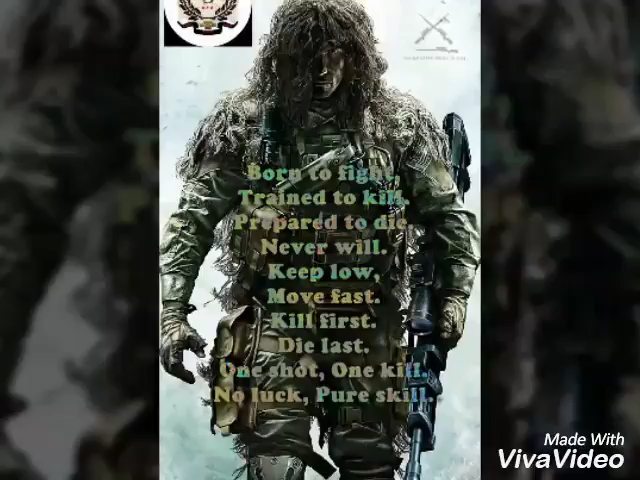 Born to fight,
Trained to kill.
Prepared to die,
Never will.
Keep low,
Move fast.
Kill first.
Die last.
One shot, One kill.
No luck, Pure skill.
Made With
VivaVideo